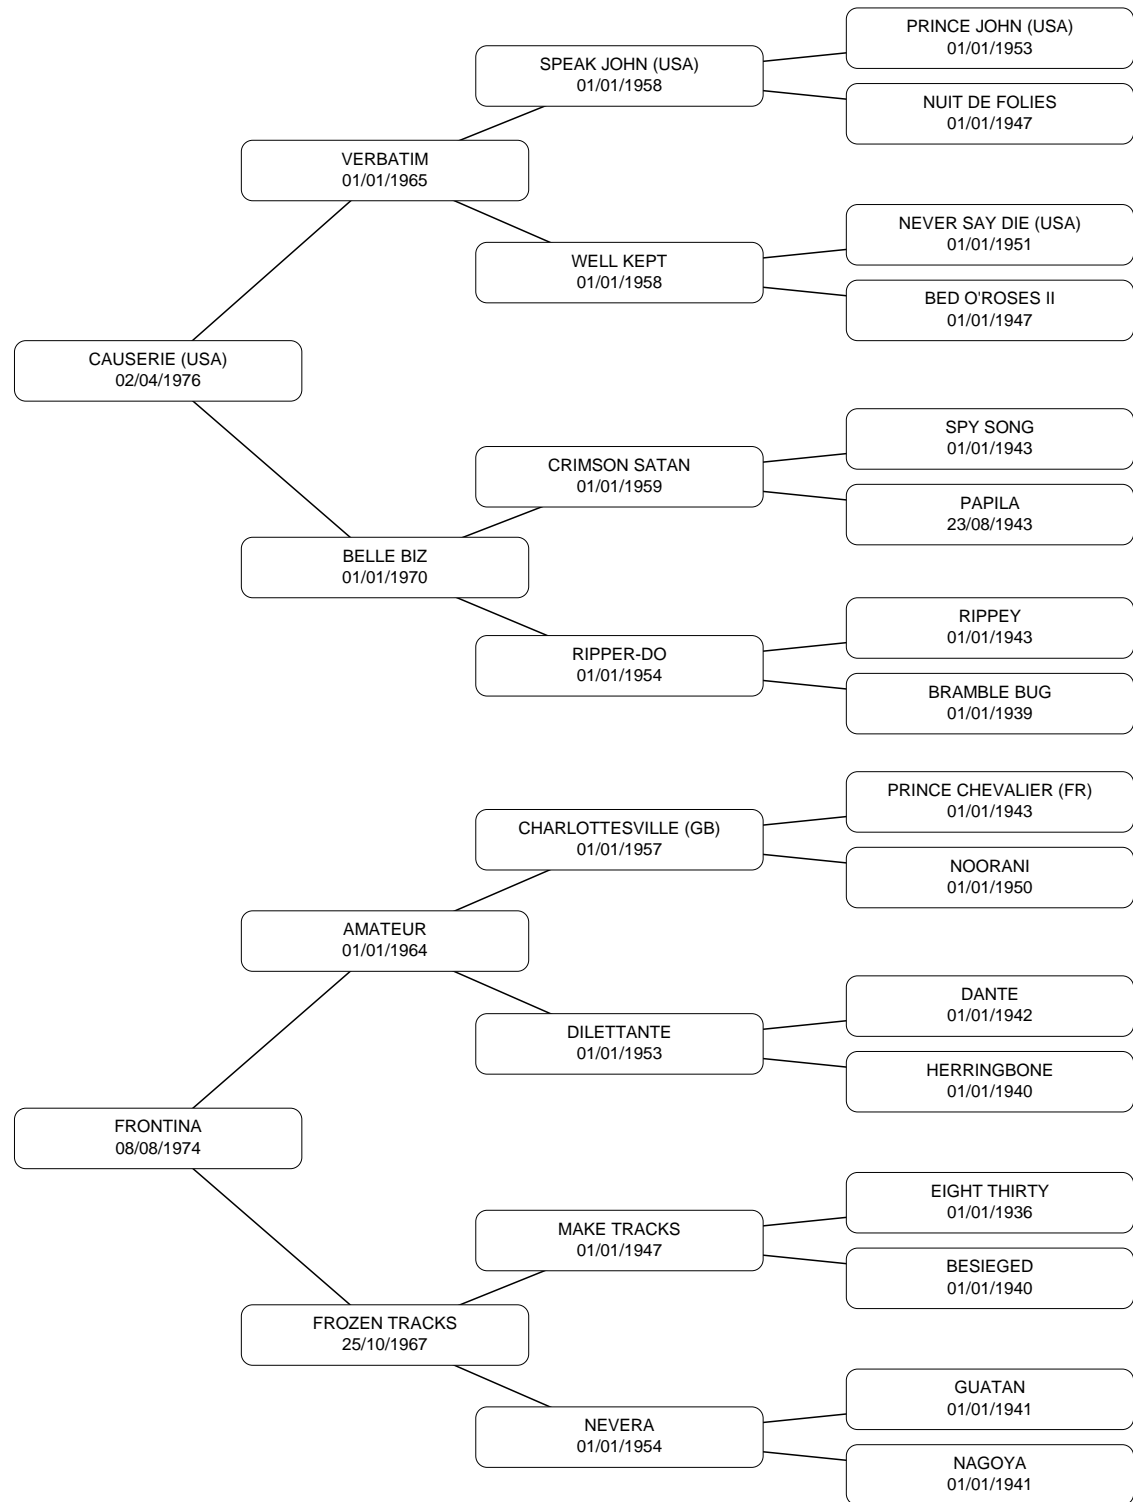 PRINCE JOHN (USA)
01/01/1953
SPEAK JOHN (USA)
01/01/1958
NUIT DE FOLIES
01/01/1947
VERBATIM
01/01/1965
NEVER SAY DIE (USA)
01/01/1951
WELL KEPT
01/01/1958
BED O'ROSES II
01/01/1947
CAUSERIE (USA)
02/04/1976
SPY SONG
01/01/1943
CRIMSON SATAN
01/01/1959
PAPILA
23/08/1943
BELLE BIZ
01/01/1970
RIPPEY
01/01/1943
RIPPER-DO
01/01/1954
BRAMBLE BUG
01/01/1939
PRINCE CHEVALIER (FR)
01/01/1943
CHARLOTTESVILLE (GB)
01/01/1957
NOORANI
01/01/1950
AMATEUR
01/01/1964
DANTE
01/01/1942
DILETTANTE
01/01/1953
HERRINGBONE
01/01/1940
FRONTINA
08/08/1974
EIGHT THIRTY
01/01/1936
MAKE TRACKS
01/01/1947
BESIEGED
01/01/1940
FROZEN TRACKS
25/10/1967
GUATAN
01/01/1941
NEVERA
01/01/1954
NAGOYA
01/01/1941